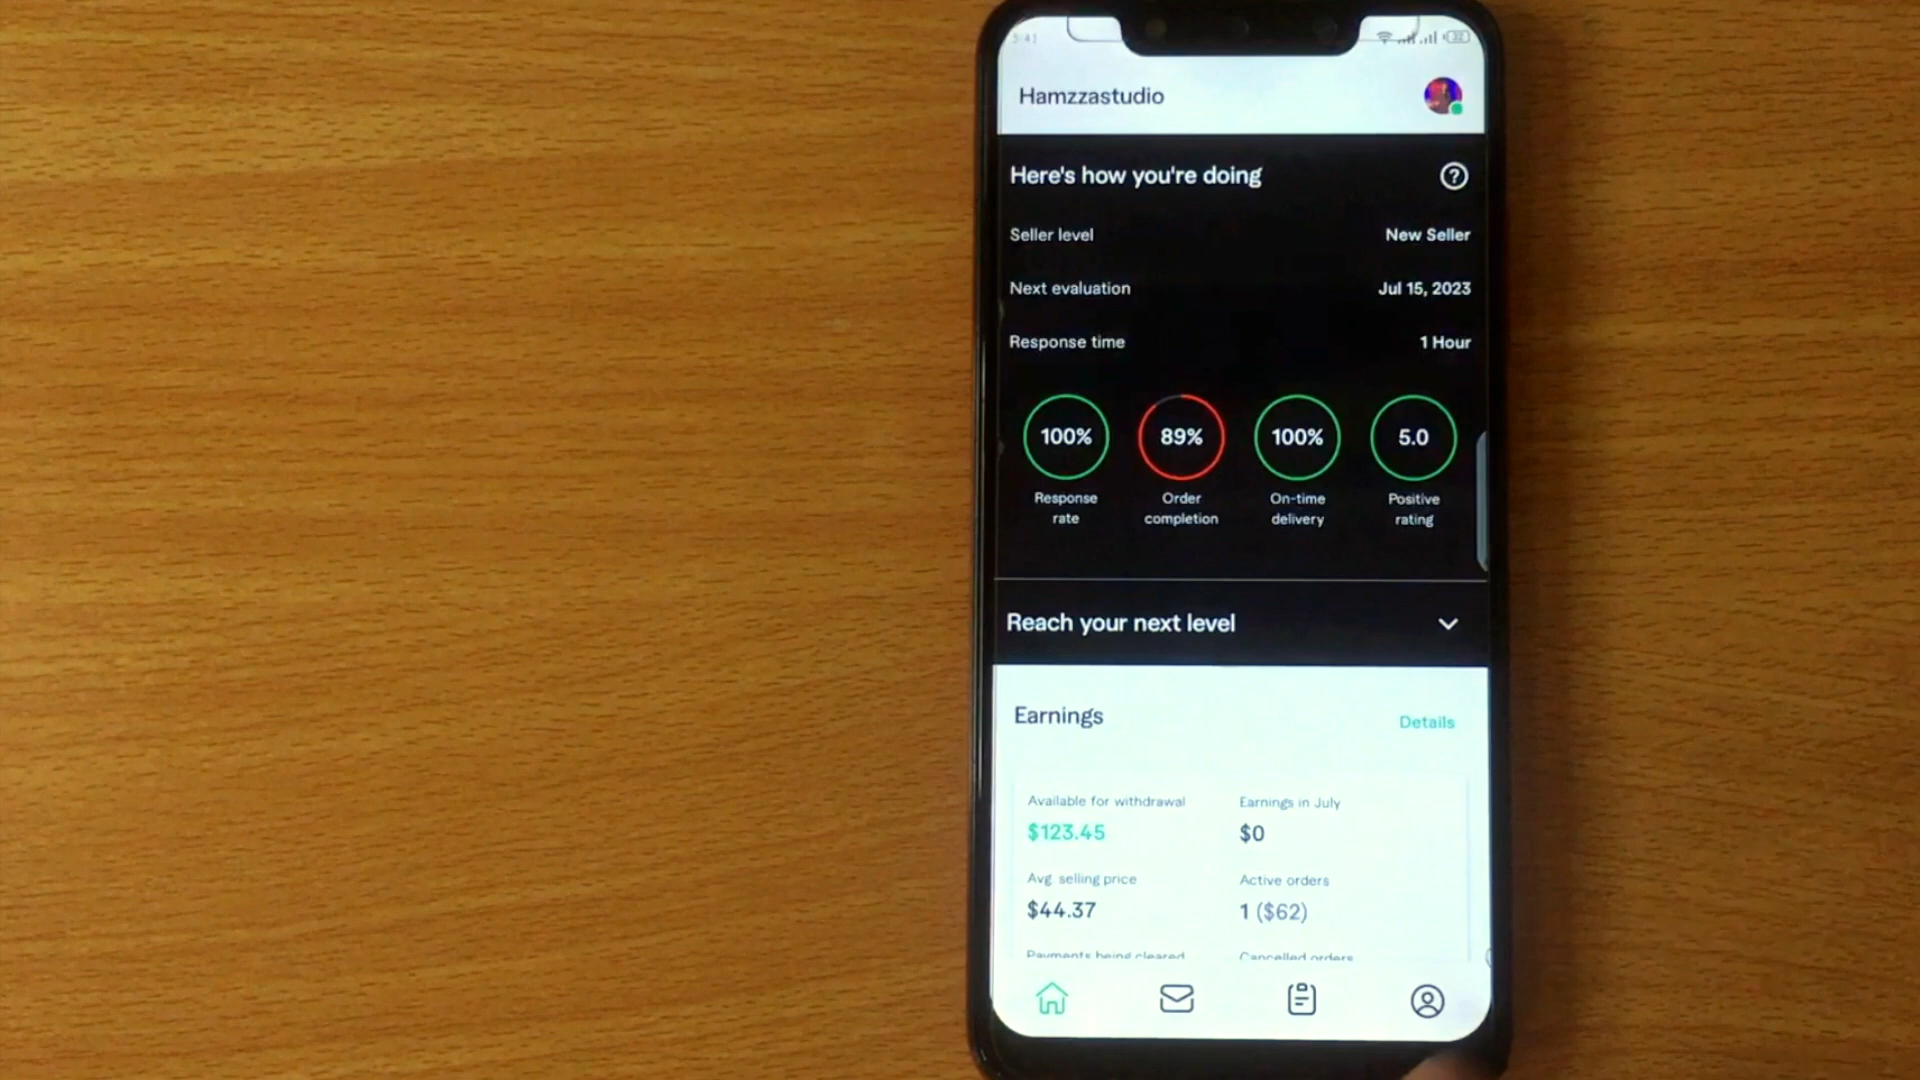 5:41
32
Hamzzastudio
Here's how you're doing
?
Seller level New Seller
Next evaluation Jul 15, 2023
Response time 1 Hour
100% 89% 100% 5.0
Response Order On-time Positive
rate completion delivery rating
Reach your next level
Earnings Details
Available for withdrawal Earnings in July
$123.45 $0
Avg. selling price Active orders
$44.37 1 ($62)
Payments being cleared Cancelled orders